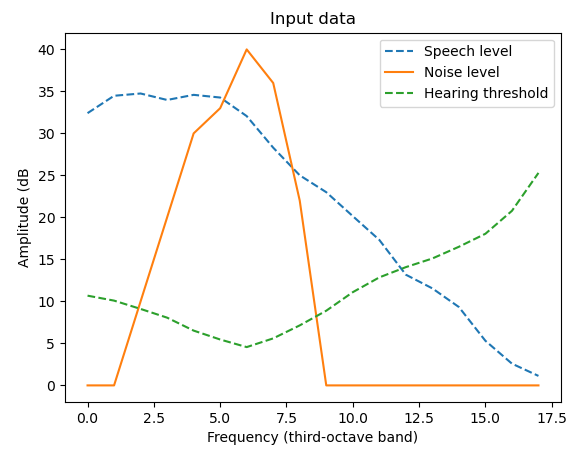 Input data
Speech level
Noise level
Hearing threshold
40
35
30
25
20
15
10
5
0
Amplitude (dB
0.0 2.5 5.0 7.5 10.0 12.5 15.0 17.5
Frequency (third-octave band)